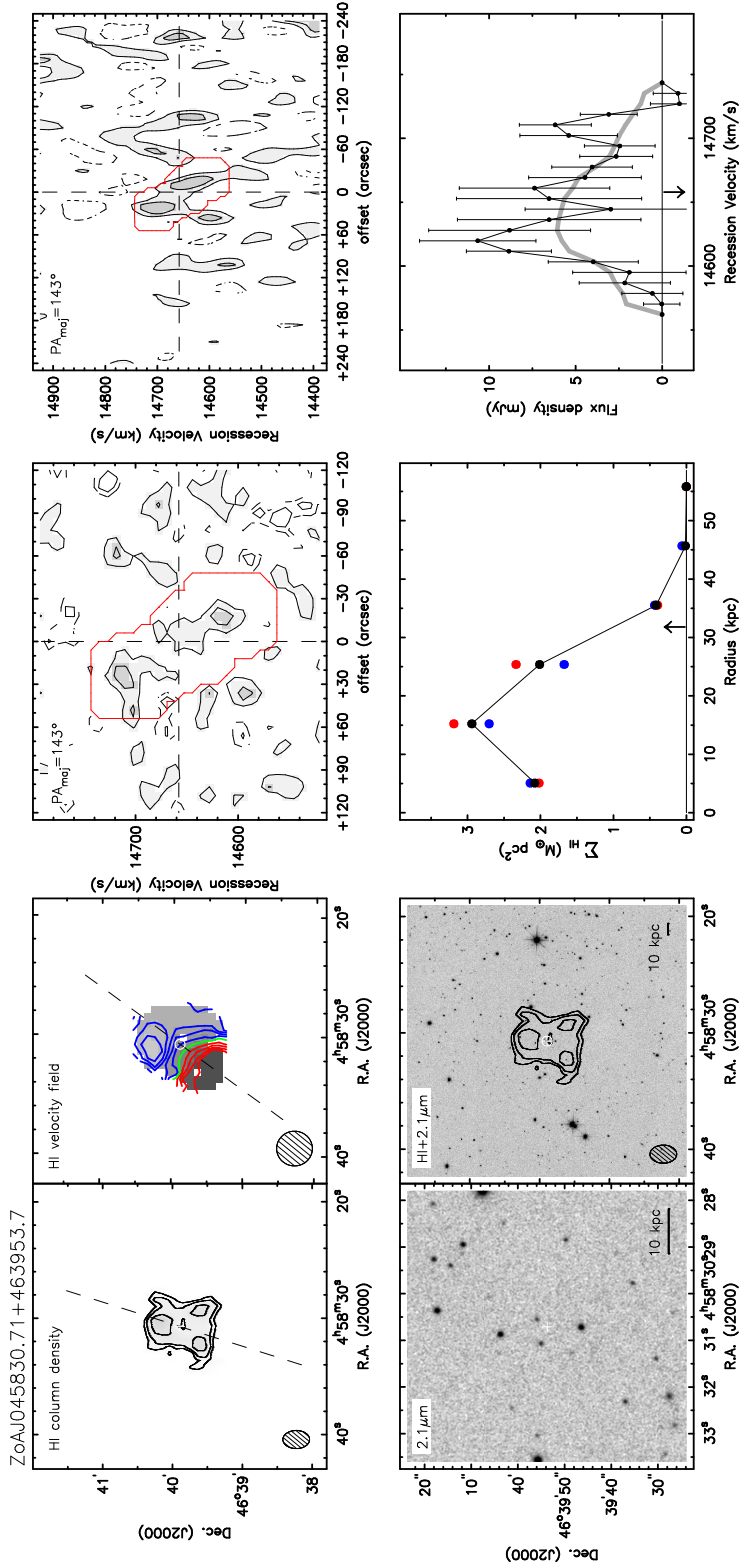 ZoAJ045830.71+463953.7
HI column density
41'
40'
46°39'
38'
Dec. (J2000)
40ˢ 4ʰ58ᵐ30ˢ 20ˢ
R.A. (J2000)
HI velocity field
40ˢ 4ʰ58ᵐ30ˢ 20ˢ
R.A. (J2000)
PAₘₐⱼ=143°
14700
14600
Recession Velocity (km/s)
+120 +90 +60 +30 0 −30 −60 −90 −120
offset (arcsec)
PAₘₐⱼ=143°
14900
14800
14700
14600
14500
14400
Recession Velocity (km/s)
+240 +180 +120 +60 0 −60 −120 −180 −240
offset (arcsec)
2.1μm
20"
10"
40'
46°39'50"
39'40"
30"
Dec. (J2000)
10 kpc
33ˢ 32ˢ 31ˢ 4ʰ58ᵐ30ˢ 29ˢ 28ˢ
R.A. (J2000)
HI+2.1μm
10 kpc
40ˢ 4ʰ58ᵐ30ˢ 20ˢ
R.A. (J2000)
3
2
1
0
Σ HI (M⊙ pc²)
0 10 20 30 40 50
Radius (kpc)
10
5
0
Flux density (mJy)
14600 14700
Recession Velocity (km/s)